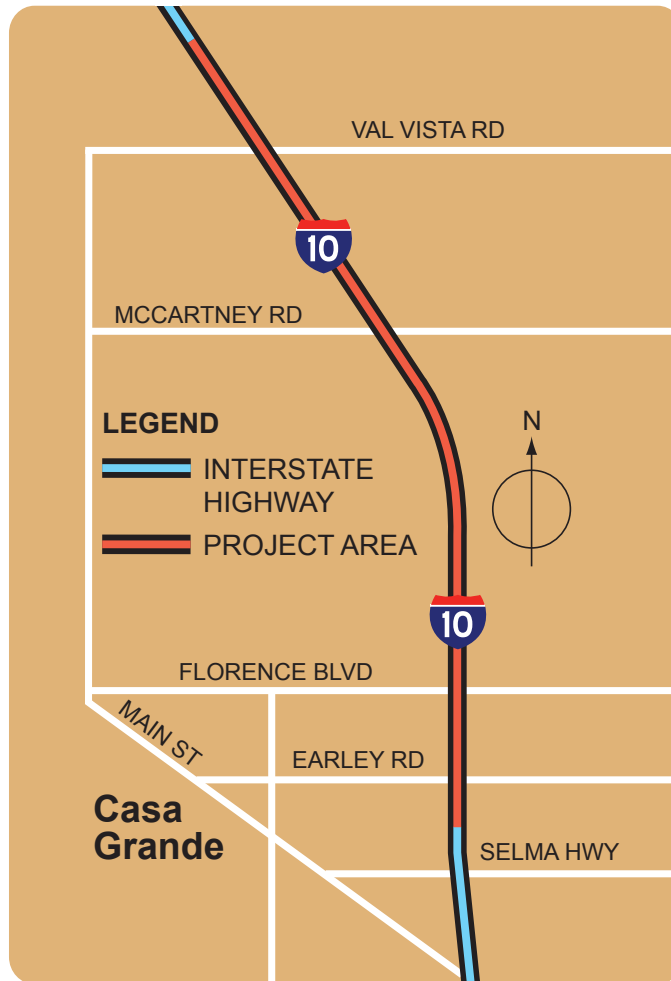 VAL VISTA RD
10
MCCARTNEY RD
LEGEND
N
INTERSTATE
HIGHWAY
PROJECT AREA
10
FLORENCE BLVD
MAIN ST
EARLEY RD
Casa
Grande
SELMA HWY